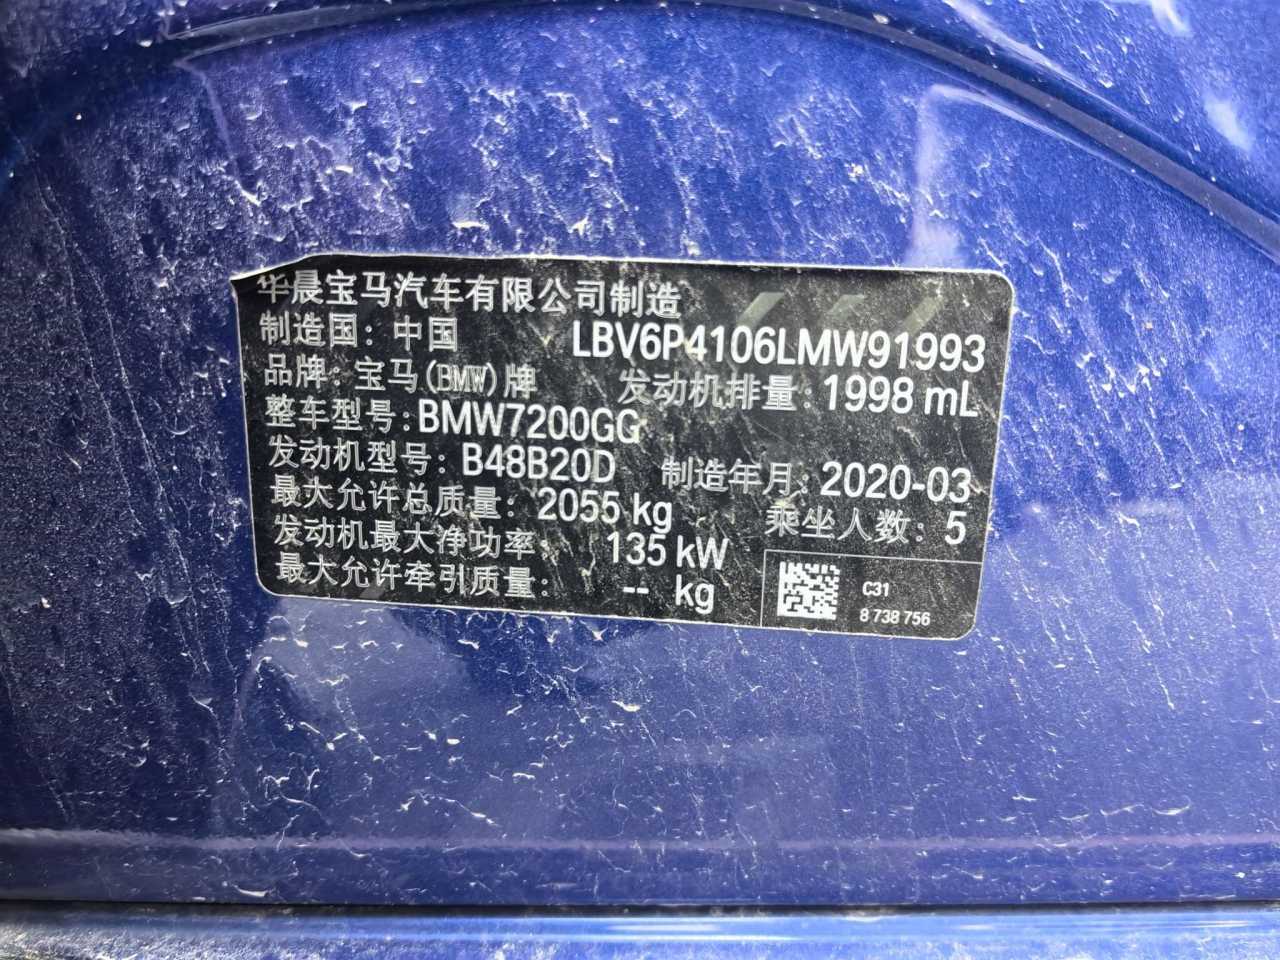 华晨宝马汽车有限公司制造
制造国：中国 LBV6P4106LMW91993
品牌：宝马(BMW)牌 发动机排量：1998 mL
整车型号：BMW7200GG
发动机型号：B48B20D 制造年月：2020-03
最大允许总质量：2055 kg 乘坐人数：5
发动机最大净功率： 135 kW
最大允许牵引质量： -- kg
C31
8 738 756